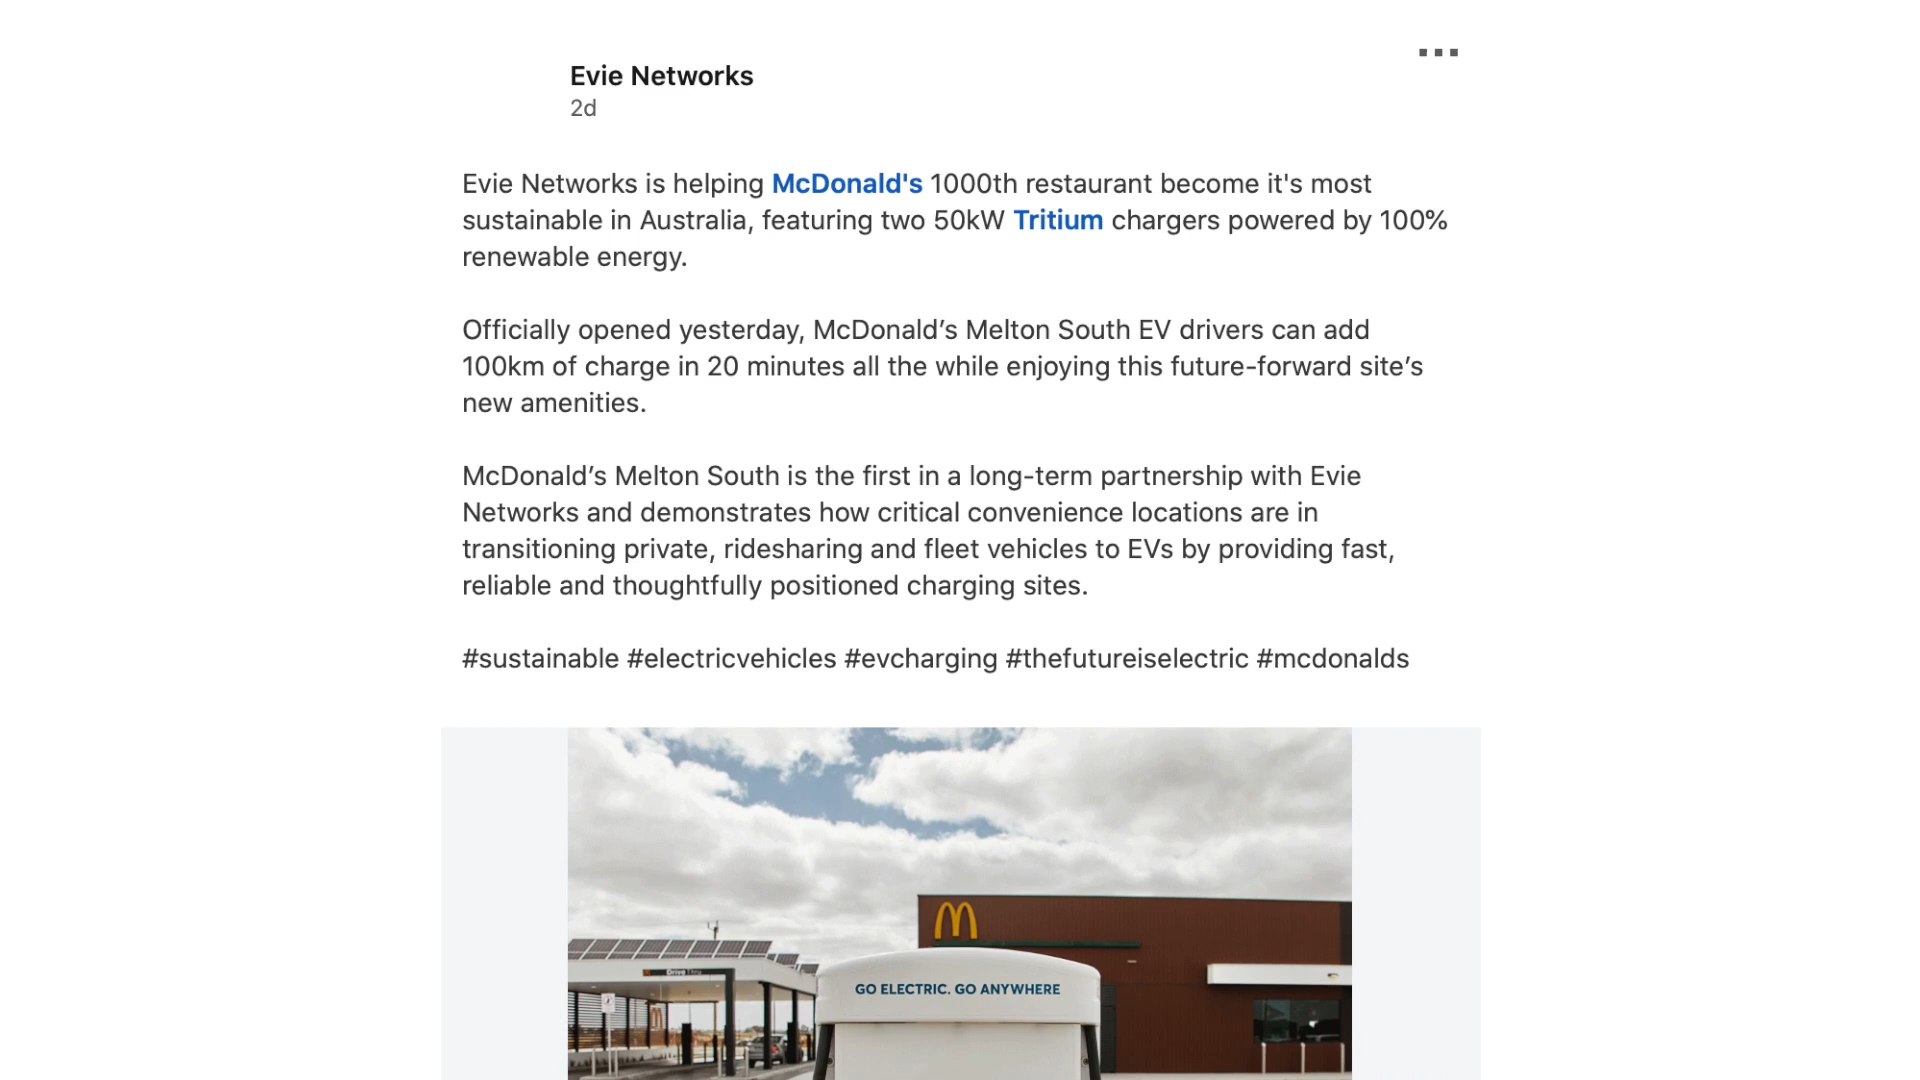 Evie Networks
2d
Evie Networks is helping McDonald's 1000th restaurant become it's most
sustainable in Australia, featuring two 50kW Tritium chargers powered by 100%
renewable energy.
Officially opened yesterday, McDonald’s Melton South EV drivers can add
100km of charge in 20 minutes all the while enjoying this future-forward site’s
new amenities.
McDonald’s Melton South is the first in a long-term partnership with Evie
Networks and demonstrates how critical convenience locations are in
transitioning private, ridesharing and fleet vehicles to EVs by providing fast,
reliable and thoughtfully positioned charging sites.
#sustainable #electricvehicles #evcharging #thefutureiselectric #mcdonalds
Drive Thru
GO ELECTRIC. GO ANYWHERE